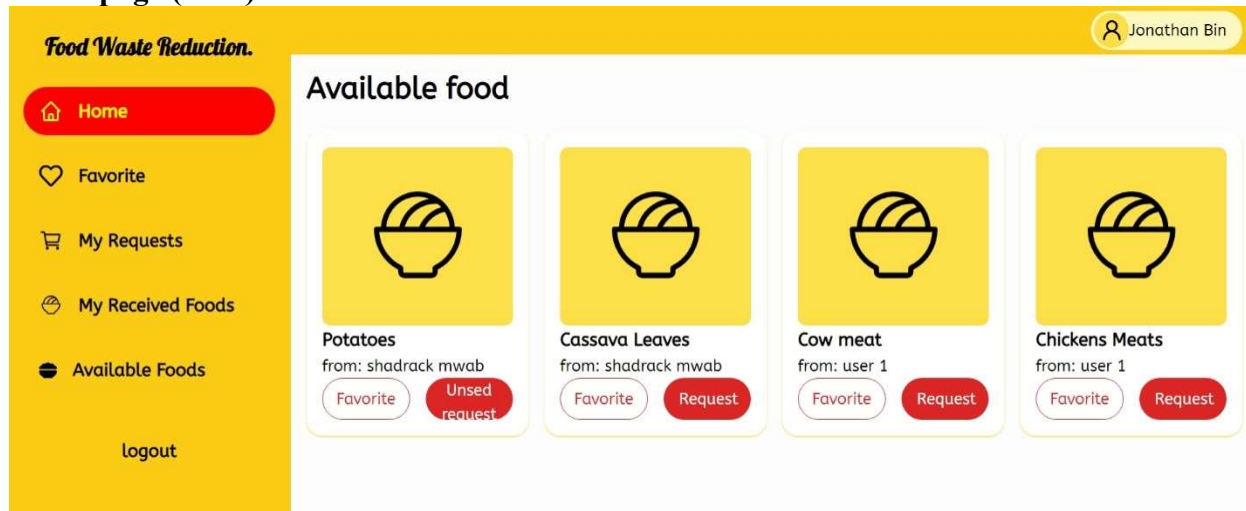 Food Waste Reduction.
Jonathan Bin
Home
Favorite
My Requests
My Received Foods
Available Foods
logout
Available food
Potatoes
from: shadrack mwab
Favorite
Unsed
request
Cassava Leaves
from: shadrack mwab
Favorite
Request
Cow meat
from: user 1
Favorite
Request
Chickens Meats
from: user 1
Favorite
Request